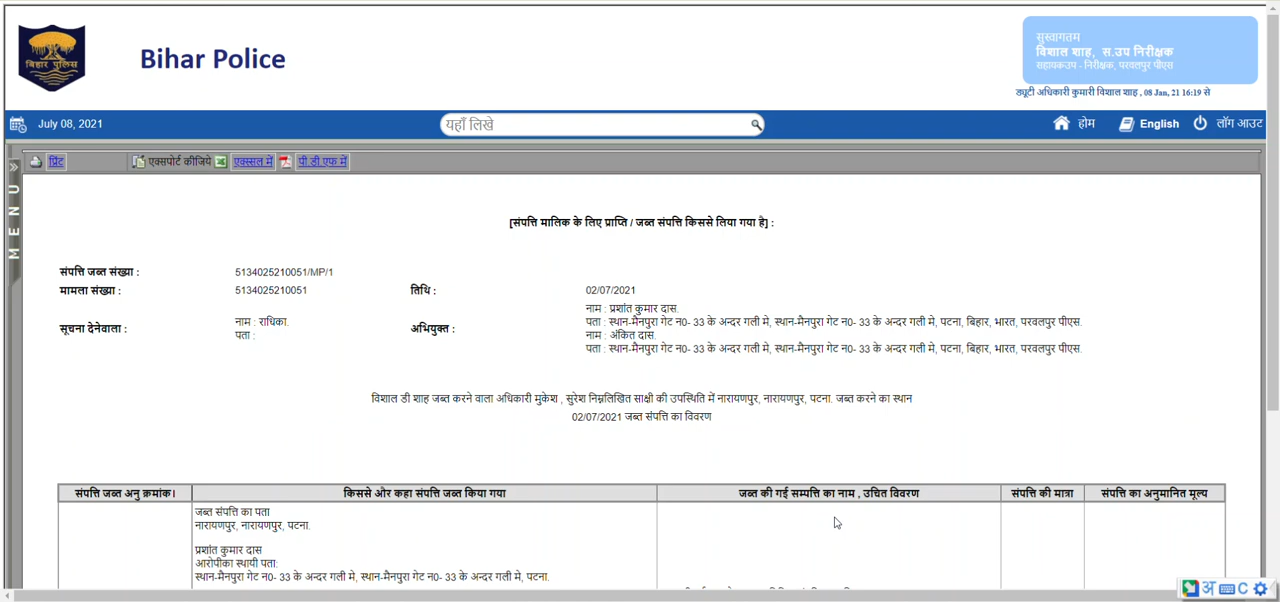 बिहार पुलिस
Bihar Police
सुस्वागतम
विशाल शाह, स.उप निरीक्षक
सहायकउप - निरीक्षक, परवलपुर पीएस
ड्यूटी अधिकारी कुमारी विशाल शाह , 08 Jan, 21 16:19 से
July 08, 2021
यहाँ लिखे
होम
English
लॉग आउट
MENU
प्रिंट
एक्सपोर्ट कीजिये
एक्सल में
पी.डी.एफ में
[संपत्ति मालिक के लिए प्राप्ति / जब्त संपत्ति किससे लिया गया है] :
संपत्ति जब्त संख्या : 5134025210051/MP/1
मामला संख्या : 5134025210051 तिथि : 02/07/2021
सूचना देनेवाला : नाम : राधिका.
पता :
अभियुक्त : नाम : प्रशांत कुमार दास.
पता : स्थान-मैनपुरा गेट न0- 33 के अन्दर गली मे, स्थान-मैनपुरा गेट न0- 33 के अन्दर गली मे, पटना, बिहार, भारत, परवलपुर पीएस.
नाम : अंकित दास.
पता : स्थान-मैनपुरा गेट न0- 33 के अन्दर गली मे, स्थान-मैनपुरा गेट न0- 33 के अन्दर गली मे, पटना, बिहार, भारत, परवलपुर पीएस.
विशाल डी शाह जब्त करने वाला अधिकारी मुकेश , सुरेश निम्नलिखित साक्षी की उपस्थिति में नारायणपुर, नारायणपुर, पटना. जब्त करने का स्थान
02/07/2021 जब्त संपत्ति का विवरण
संपत्ति जब्त अनु क्रमांक। किससे और कहा संपत्ति जब्त किया गया जब्त की गई सम्पत्ति का नाम , उचित विवरण संपत्ति की मात्रा संपत्ति का अनुमानित मूल्य
जब्त संपत्ति का पता
नारायणपुर, नारायणपुर, पटना.
प्रशांत कुमार दास
आरोपीका स्थायी पता:
स्थान-मैनपुरा गेट न0- 33 के अन्दर गली मे, स्थान-मैनपुरा गेट न0- 33 के अन्दर गली मे, पटना.
अ